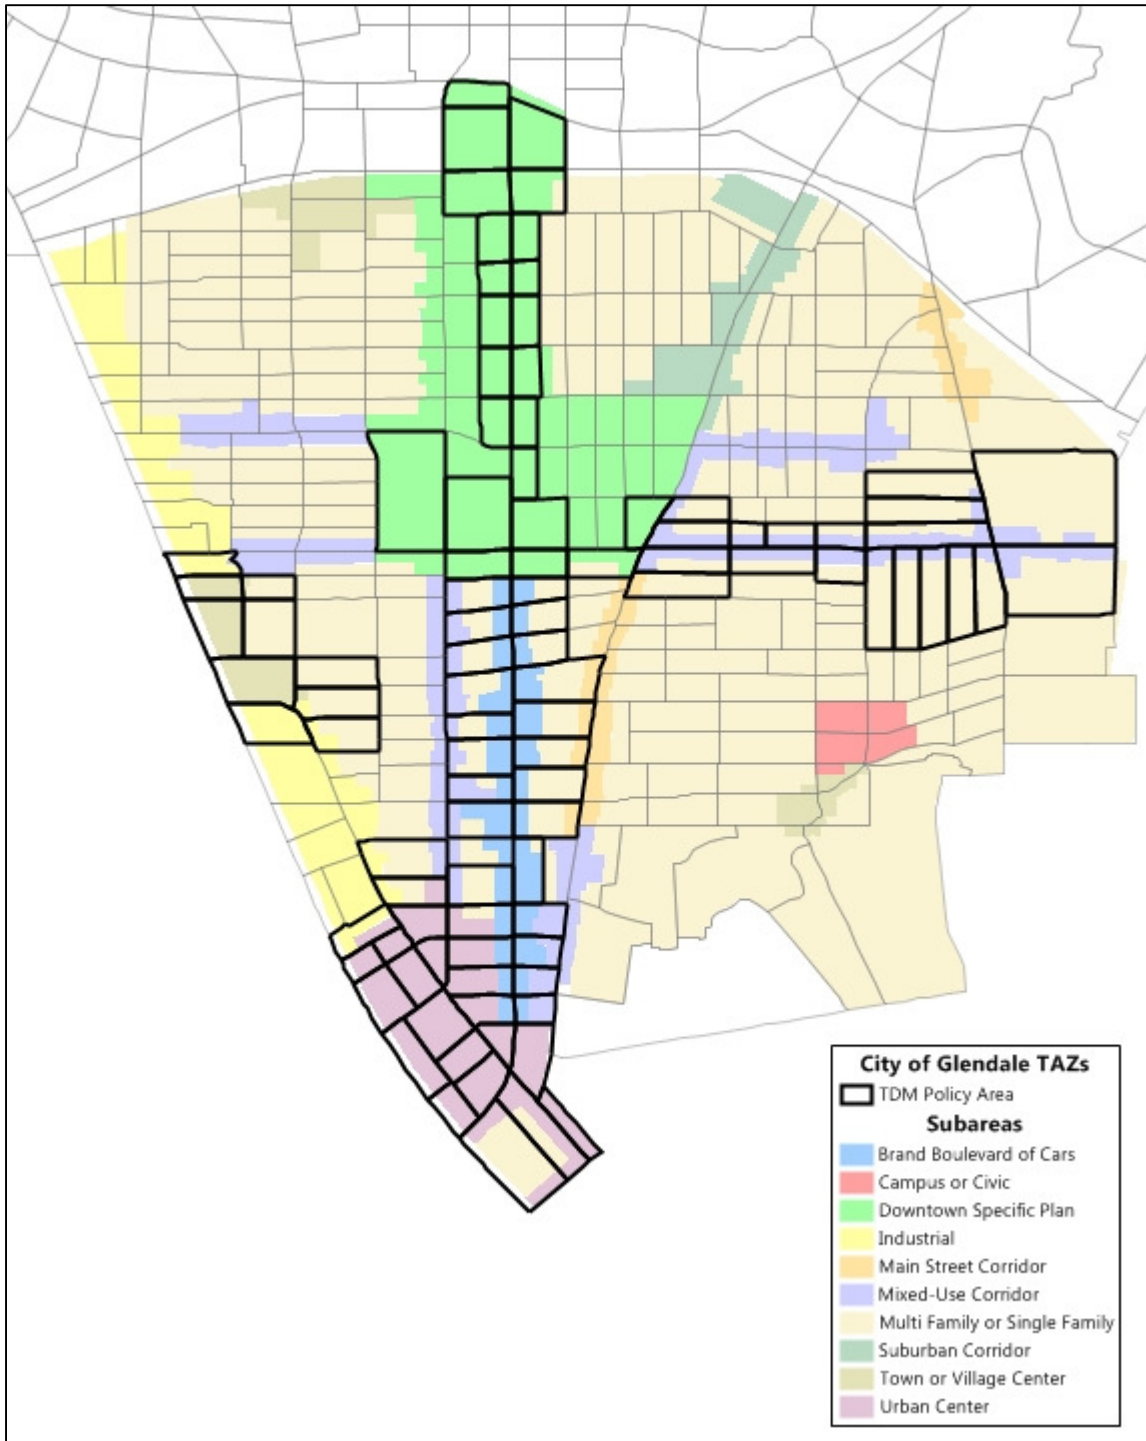 City of Glendale TAZs
TDM Policy Area
Subareas
Brand Boulevard of Cars
Campus or Civic
Downtown Specific Plan
Industrial
Main Street Corridor
Mixed-Use Corridor
Multi Family or Single Family
Suburban Corridor
Town or Village Center
Urban Center